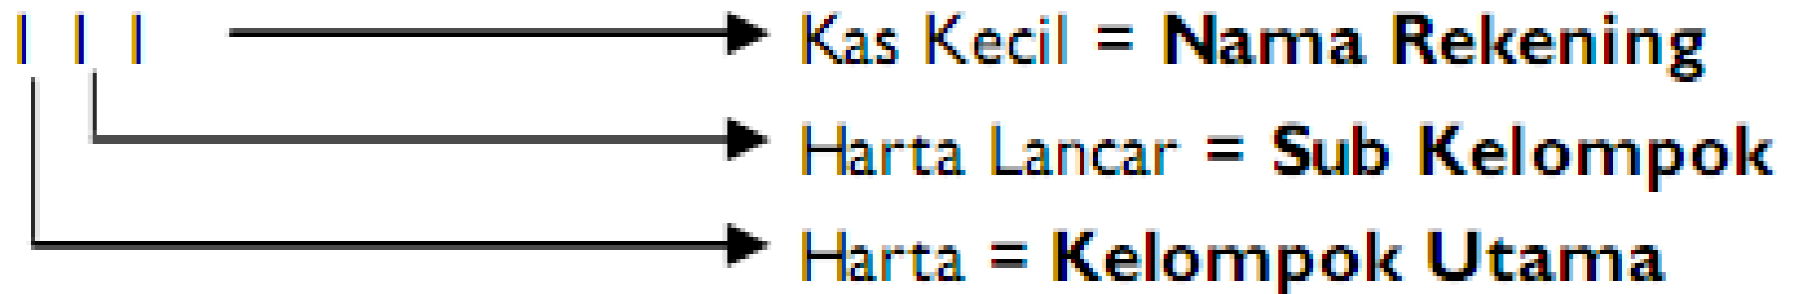 1 1 1 Kas Kecil = Nama Rekening
Harta Lancar = Sub Kelompok
Harta = Kelompok Utama